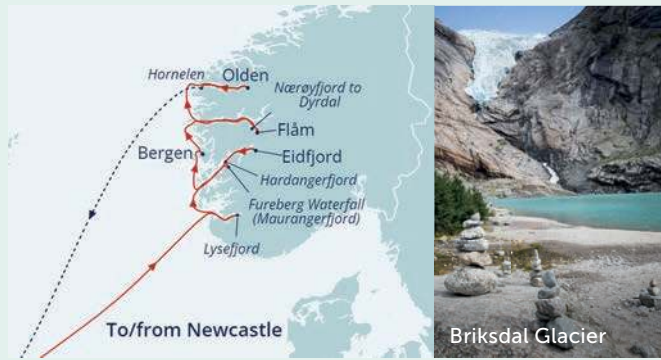 Hornelen
Olden
Nærøyfjord to
Dyrdal
Flåm
Bergen
Eidfjord
Hardangerfjord
Fureberg Waterfall
(Maurangerfjord)
Lysefjord
To/from Newcastle
Briksdal Glacier